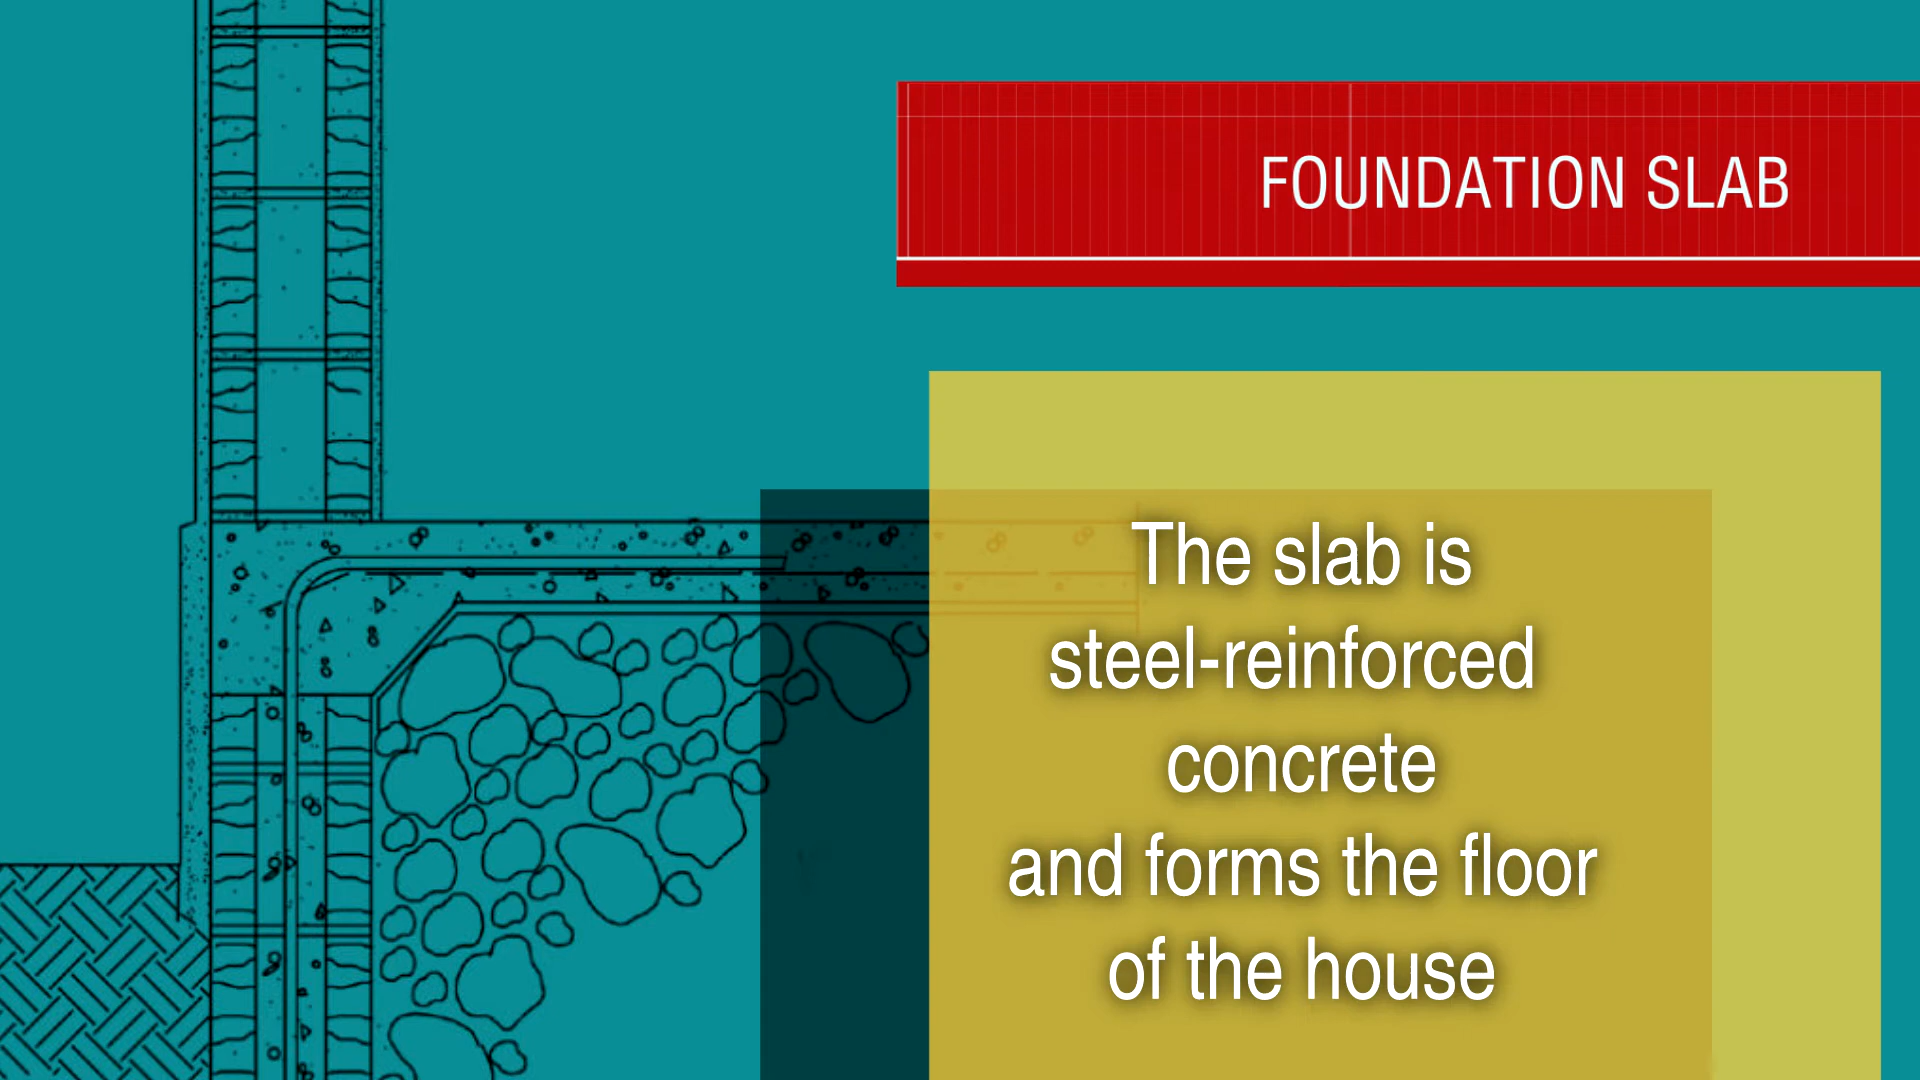 FOUNDATION SLAB
The slab is
steel-reinforced
concrete
and forms the floor
of the house